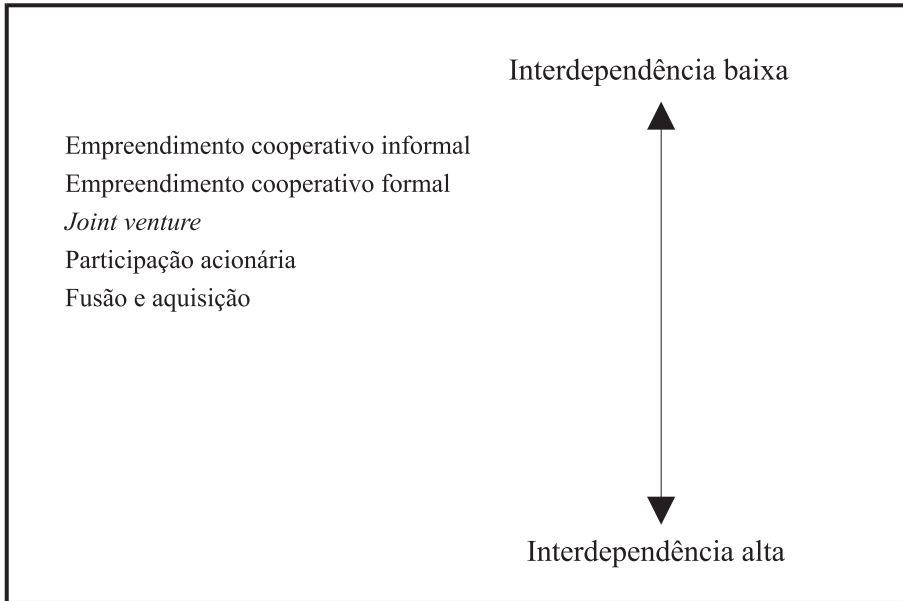 Interdependência baixa
Empreendimento cooperativo informal
Empreendimento cooperativo formal
Joint venture
Participação acionária
Fusão e aquisição
Interdependência alta